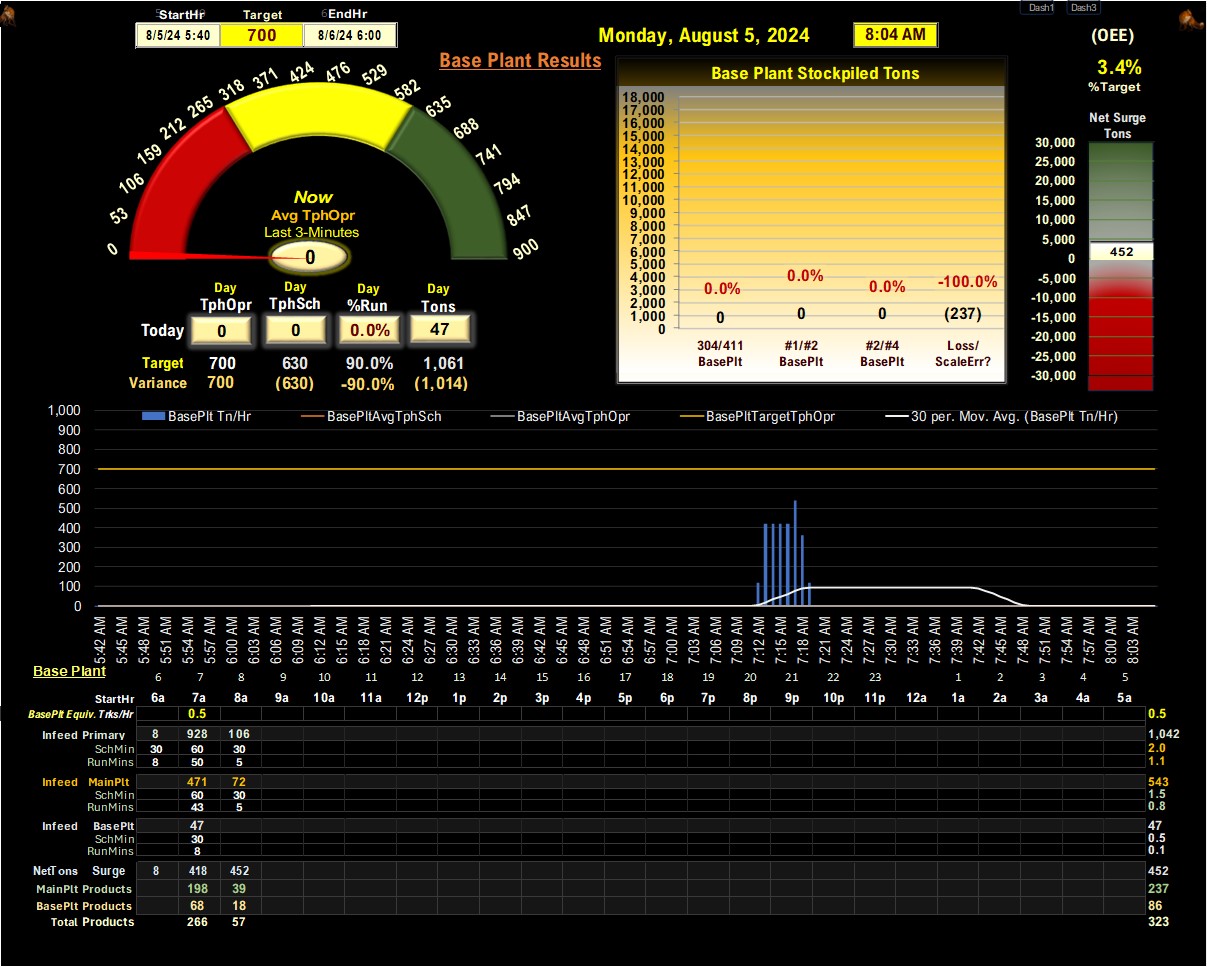 StartHr Target EndHr
8/5/24 5:40 700 8/6/24 6:00
Monday, August 5, 2024 8:04 AM
Dash1 Dash3
(OEE)
3.4%
%Target
Base Plant Results
Base Plant Stockpiled Tons
18,000
17,000
16,000
15,000
14,000
13,000
12,000
11,000
10,000
9,000
8,000
7,000
6,000
5,000
4,000
3,000
2,000
1,000
0
0.0% 0.0% 0.0% -100.0%
0 0 0 (237)
304/411 #1/#2 #2/#4 Loss/
BasePlt BasePlt BasePlt ScaleErr?
Net Surge
Tons
30,000
25,000
20,000
15,000
10,000
5,000
452
0
-5,000
-10,000
-15,000
-20,000
-25,000
-30,000
0 53 106 159 212 265 318 371 424 476 529 582 635 688 741 794 847 900
Now
Avg TphOpr
Last 3-Minutes
0
Day Day Day Day
TphOpr TphSch %Run Tons
Today 0 0 0.0% 47
Target 700 630 90.0% 1,061
Variance 700 (630) -90.0% (1,014)
BasePlt Tn/Hr BasePltAvgTphSch BasePltAvgTphOpr BasePltTargetTphOpr 30 per. Mov. Avg. (BasePlt Tn/Hr)
1,000
900
800
700
600
500
400
300
200
100
0
5:42 AM 5:45 AM 5:48 AM 5:51 AM 5:54 AM 5:57 AM 6:00 AM 6:03 AM 6:06 AM 6:09 AM 6:12 AM 6:15 AM 6:18 AM 6:21 AM 6:24 AM 6:27 AM 6:30 AM 6:33 AM 6:36 AM 6:39 AM 6:42 AM 6:45 AM 6:48 AM 6:51 AM 6:54 AM 6:57 AM 7:00 AM 7:03 AM 7:06 AM 7:09 AM 7:12 AM 7:15 AM 7:18 AM 7:21 AM 7:24 AM 7:27 AM 7:30 AM 7:33 AM 7:36 AM 7:39 AM 7:42 AM 7:48 AM 7:51 AM 7:54 AM 7:57 AM 8:00 AM 8:03 AM
Base Plant
6 7 8 9 10 11 12 13 14 15 16 17 18 19 20 21 22 23 1 2 3 4 5
StartHr 6a 7a 8a 9a 10a 11a 12p 1p 2p 3p 4p 5p 6p 7p 8p 9p 10p 11p 12a 1a 2a 3a 4a 5a
BasePlt Equiv. Trks/Hr 0.5 0.5
Infeed Primary 8 928 106 1,042
SchMin 30 60 30 2.0
RunMins 8 50 5 1.1
Infeed MainPlt 471 72 543
SchMin 60 30 1.5
RunMins 43 5 0.8
Infeed BasePlt 47 47
SchMin 30 0.5
RunMins 8 0.1
NetTons Surge 8 418 452 452
MainPlt Products 198 39 237
BasePlt Products 68 18 86
Total Products 266 57 323